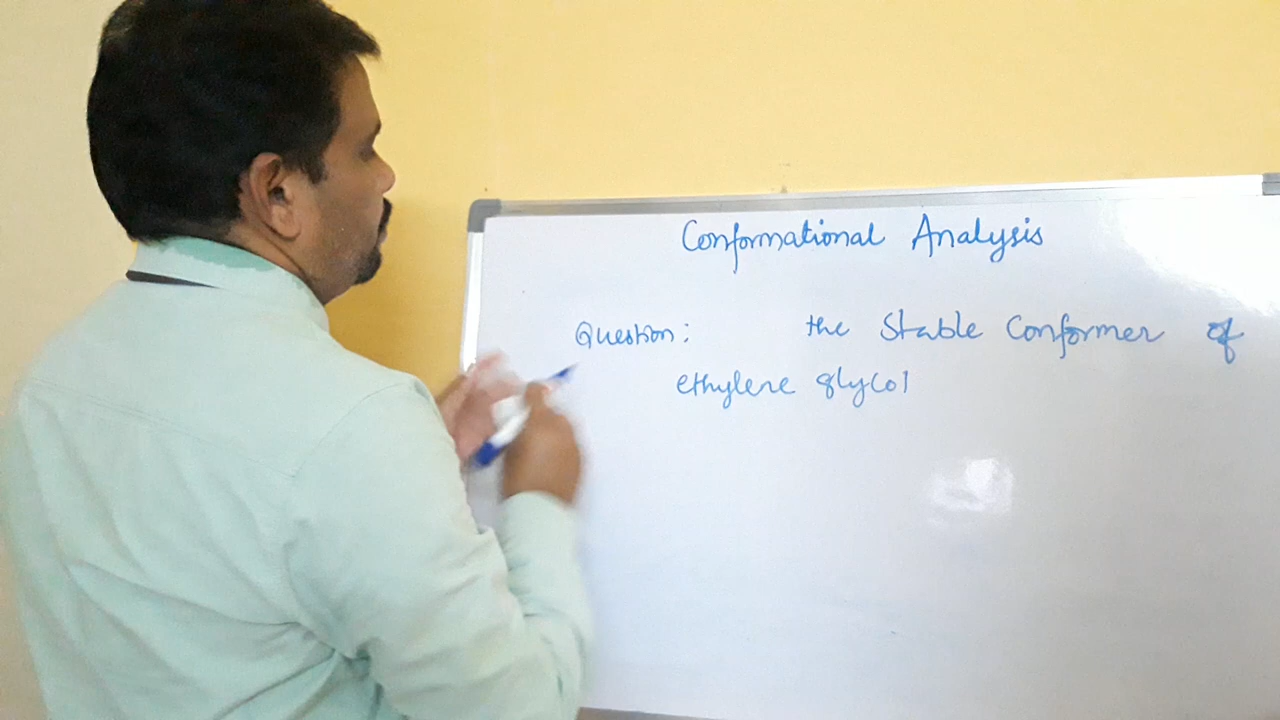 Conformational Analysis
Question: the Stable Conformer of
ethylene glycol